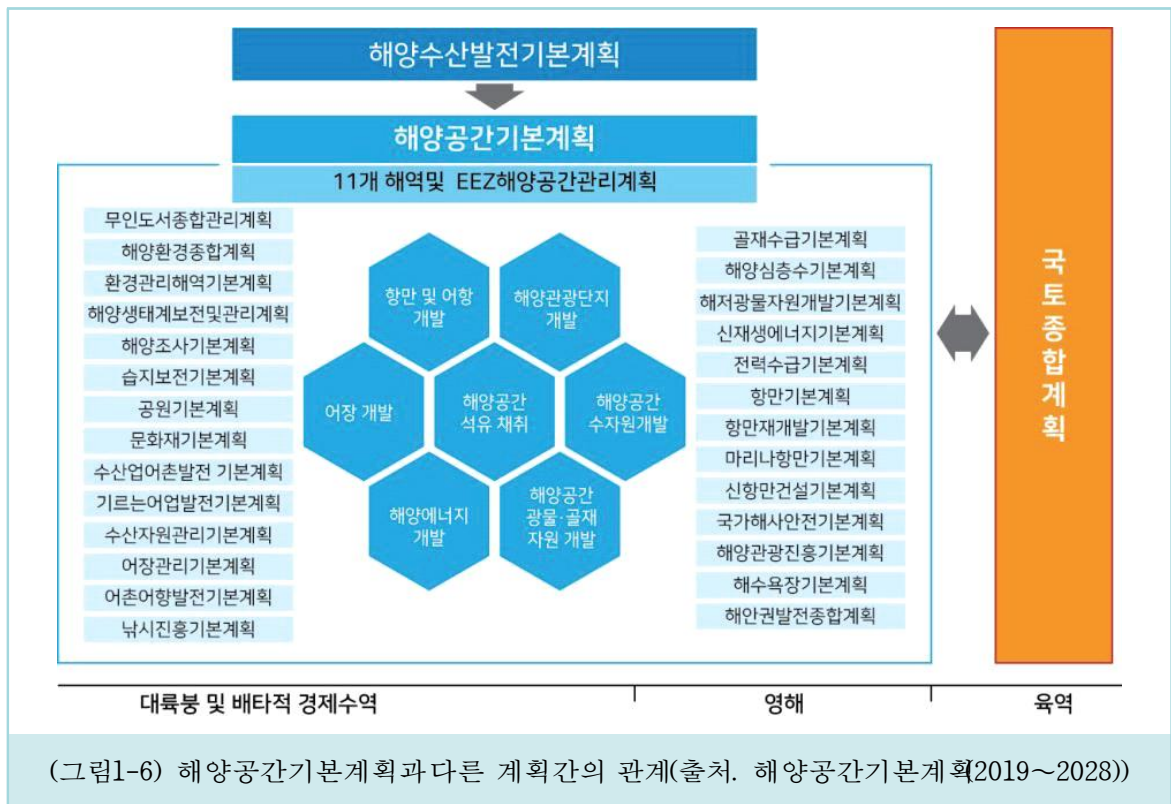 해양수산발전기본계획
해양공간기본계획
11개 해역및 EEZ해양공간관리계획
무인도서종합관리계획
해양환경종합계획
환경관리해역기본계획
해양생태계보전및관리계획
해양조사기본계획
습지보전기본계획
공원기본계획
문화재기본계획
수산업어촌발전 기본계획
기르는어업발전기본계획
수산자원관리기본계획
어장관리기본계획
어촌어항발전기본계획
낚시진흥기본계획
항만 및 어항
개발
해양관광단지
개발
어장 개발
해양공간
석유 채취
해양공간
수자원개발
해양에너지
개발
해양공간
광물·골재
자원 개발
골재수급기본계획
해양심층수기본계획
해저광물자원개발기본계획
신재생에너지기본계획
전력수급기본계획
항만기본계획
항만재개발기본계획
마리나항만기본계획
신항만건설기본계획
국가해사안전기본계획
해양관광진흥기본계획
해수욕장기본계획
해안권발전종합계획
국토종합계획
대륙붕 및 배타적 경제수역
영해
육역
(그림1-6) 해양공간기본계획과다른 계획간의 관계(출처. 해양공간기본계획(2019~2028))